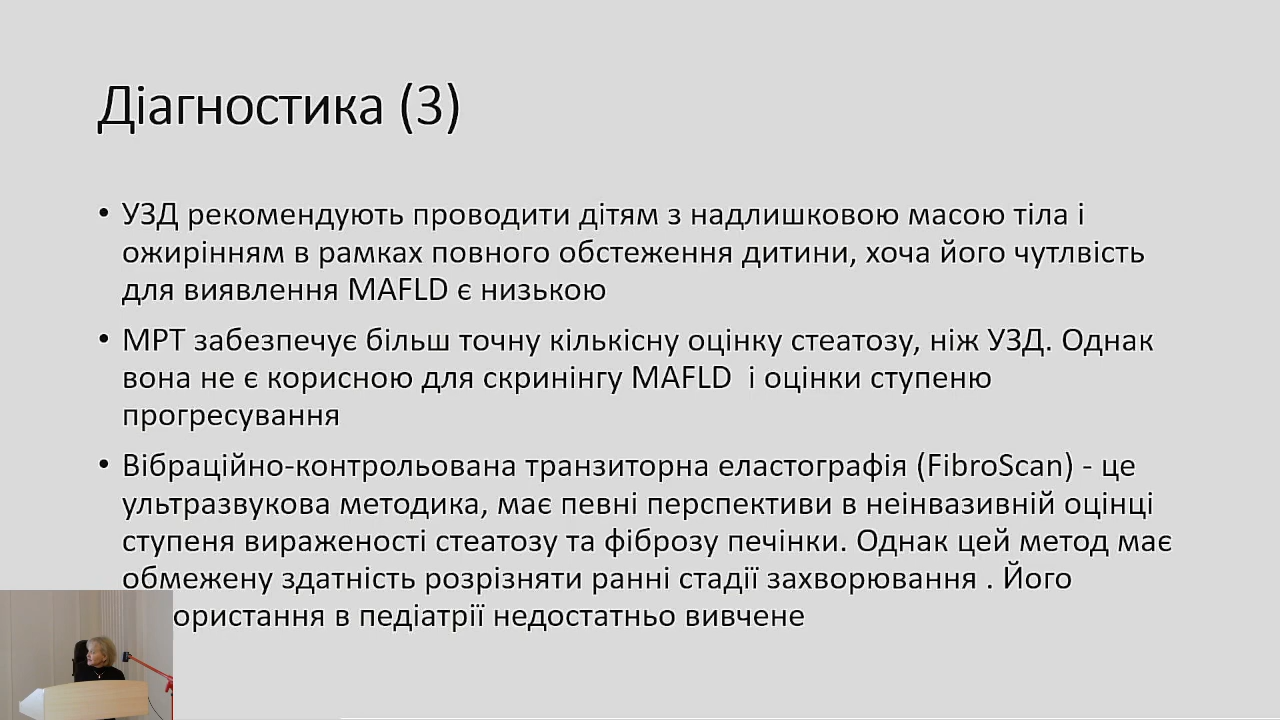 Діагностика (3)
• УЗД рекомендують проводити дітям з надлишковою масою тіла і
ожирінням в рамках повного обстеження дитини, хоча його чутлвість
для виявлення MAFLD є низькою
• МРТ забезпечує більш точну кількісну оцінку стеатозу, ніж УЗД. Однак
вона не є корисною для скринінгу MAFLD і оцінки ступеню
прогресування
• Вібраційно-контрольована транзиторна еластографія (FibroScan) - це
ультразвукова методика, має певні перспективи в неінвазивній оцінці
ступеня вираженості стеатозу та фіброзу печінки. Однак цей метод має
обмежену здатність розрізняти ранні стадії захворювання . Його
ористання в педіатрії недостатньо вивчене